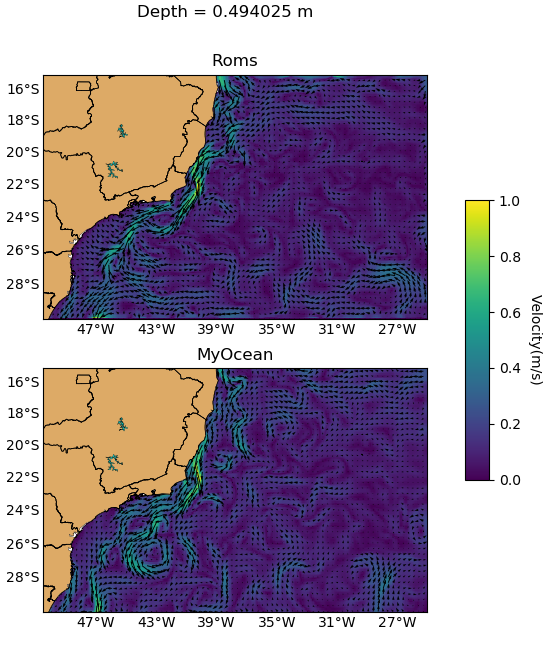 Depth = 0.494025 m
Roms
16°S
18°S
20°S
22°S
24°S
26°S
28°S
47°W 43°W 39°W 35°W 31°W 27°W
MyOcean
16°S
18°S
20°S
22°S
24°S
26°S
28°S
47°W 43°W 39°W 35°W 31°W 27°W
1.0
0.8
0.6
0.4
0.2
0.0
Velocity(m/s)